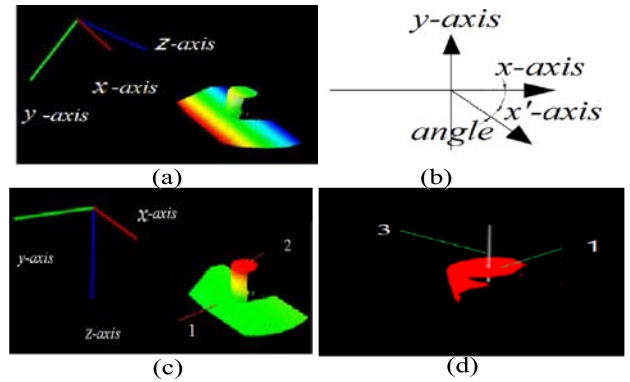 z-axis
x-axis
y-axis
(a)
y-axis
x-axis
x'-axis
angle
(b)
x-axis
y-axis
z-axis
2
1
(c)
3
1
(d)